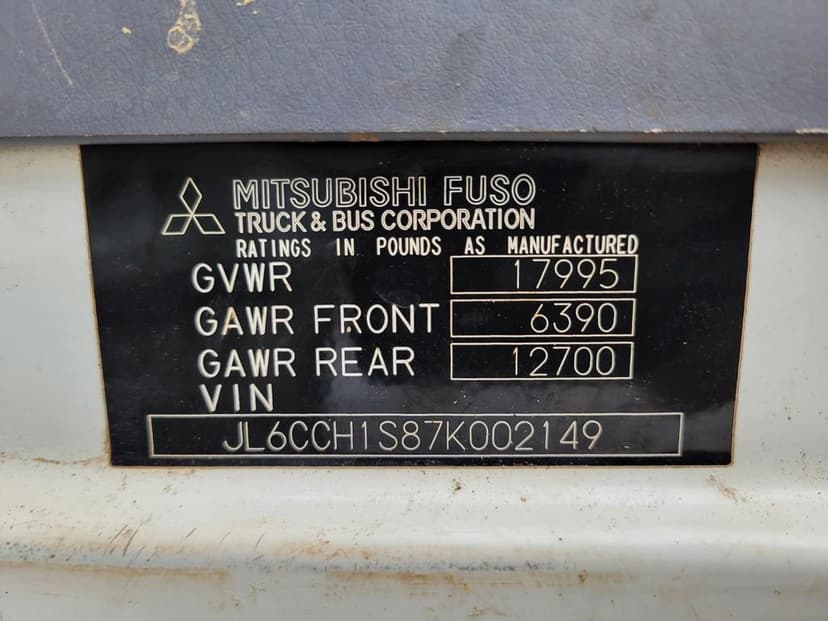 MITSUBISHI FUSO
TRUCK & BUS CORPORATION
RATINGS IN POUNDS AS MANUFACTURED
GVWR 17995
GAWR FRONT 6390
GAWR REAR 12700
VIN
JL6CCH1S87K002149